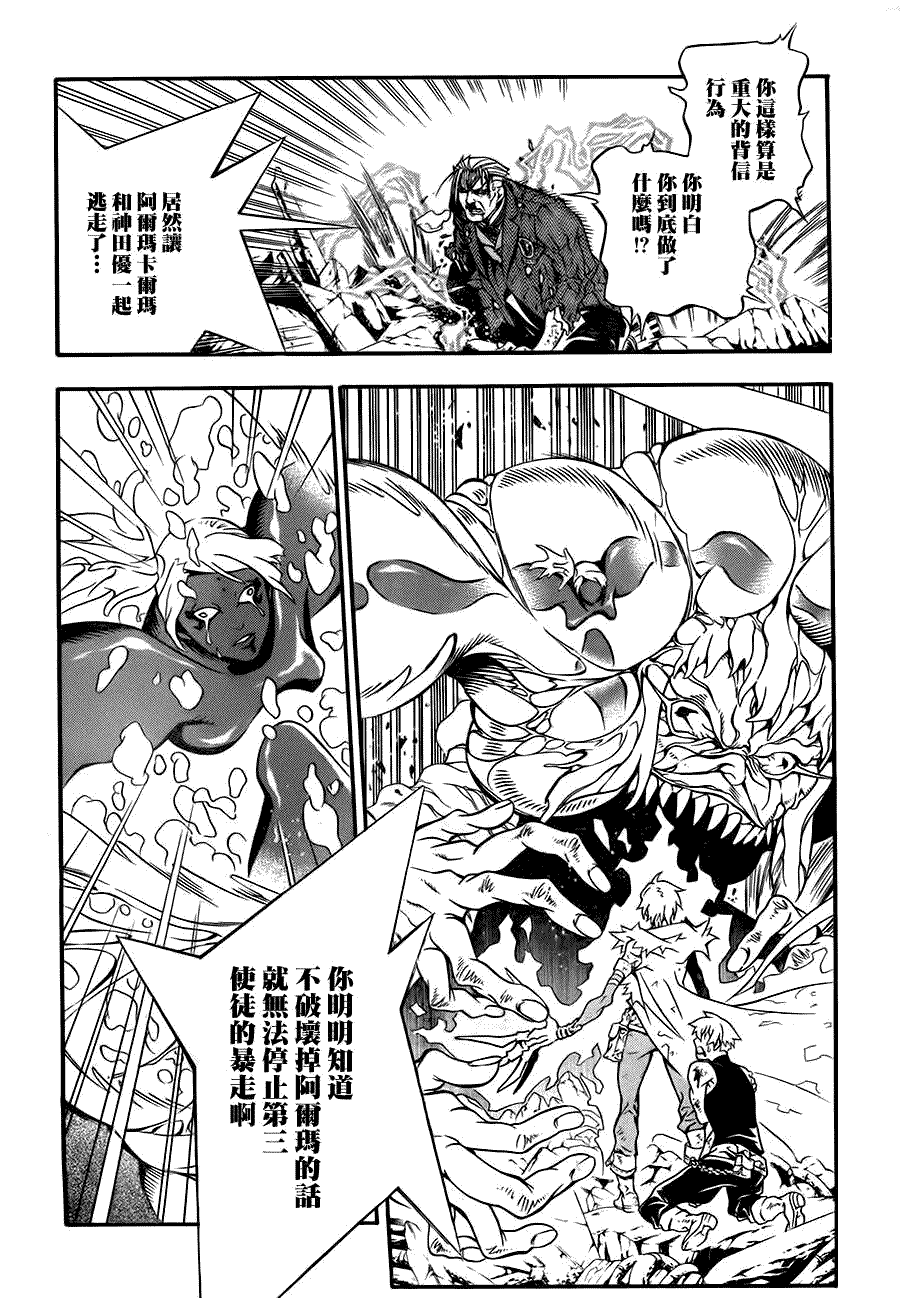 你這樣算是
重大的背信
行為
你明白
你到底做了
什麼嗎!?
居然讓
阿爾瑪卡爾瑪
和神田優一起
逃走了…
你明明知道
不破壞掉阿爾瑪的話
就無法停止第三
使徒的暴走啊